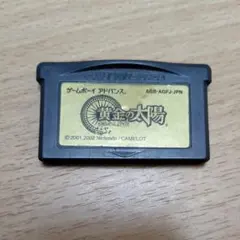 ゲームボーイ アドバンス
AGB-AGFJ-JPN
黄金の太陽
© 2001, 2002 Nintendo / CAMELOT